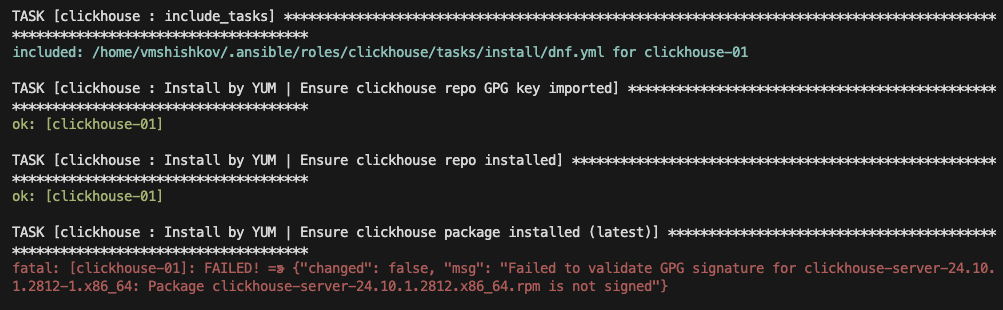 TASK [clickhouse : include_tasks] *****************************************************************************************
*************************************
included: /home/vmshishkov/.ansible/roles/clickhouse/tasks/install/dnf.yml for clickhouse-01
TASK [clickhouse : Install by YUM | Ensure clickhouse repo GPG key imported] **********************************************
*************************************
ok: [clickhouse-01]
TASK [clickhouse : Install by YUM | Ensure clickhouse repo installed] *****************************************************
*************************************
ok: [clickhouse-01]
TASK [clickhouse : Install by YUM | Ensure clickhouse package installed (latest)] *****************************************
*************************************
fatal: [clickhouse-01]: FAILED! => {"changed": false, "msg": "Failed to validate GPG signature for clickhouse-server-24.10.
1.2812-1.x86_64: Package clickhouse-server-24.10.1.2812.x86_64.rpm is not signed"}